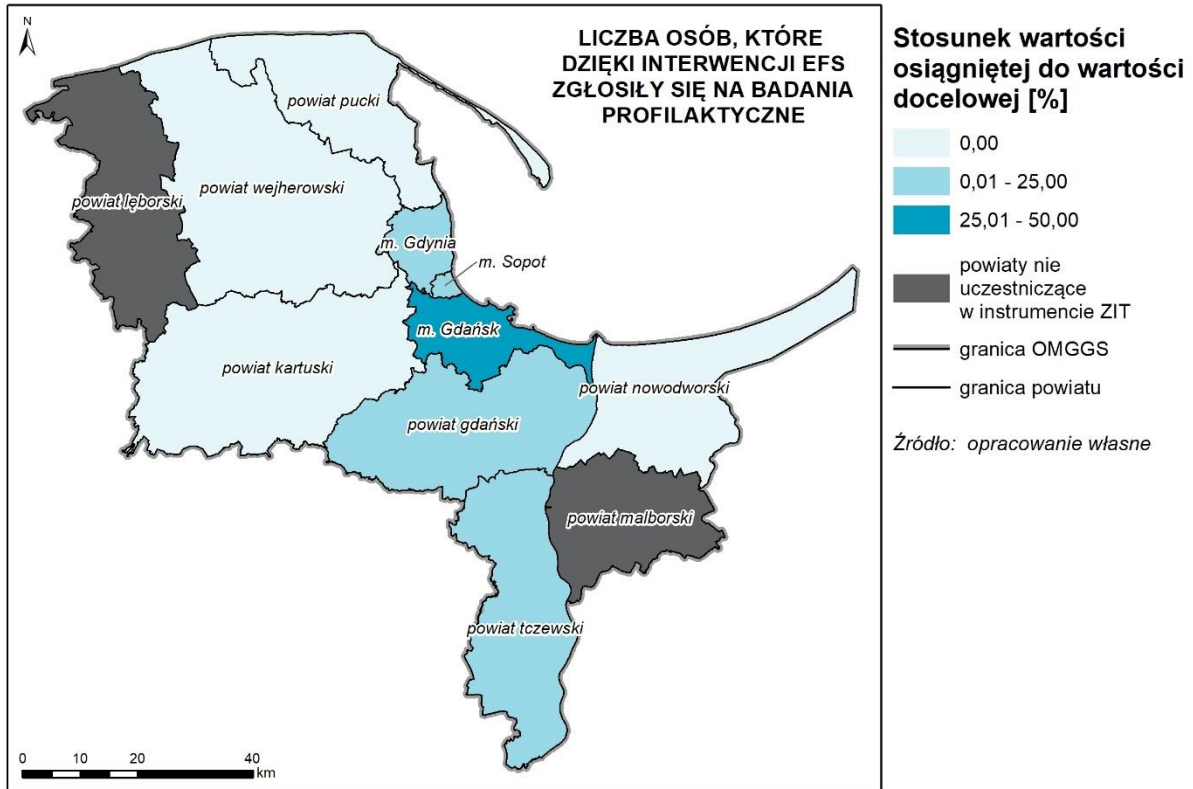 N
LICZBA OSÓB, KTÓRE
DZIĘKI INTERWENCJI EFS
ZGŁOSIŁY SIĘ NA BADANIA
PROFILAKTYCZNE
powiat pucki
powiat wejherowski
powiat lęborski
m. Gdynia
m. Sopot
m. Gdańsk
powiat kartuski
powiat nowodworski
powiat gdański
powiat malborski
powiat tczewski
0 10 20 40
km
Stosunek wartości
osiągniętej do wartości
docelowej [%]
0,00
0,01 - 25,00
25,01 - 50,00
powiaty nie
uczestniczące
w instrumencie ZIT
granica OMGGS
granica powiatu
Źródło: opracowanie własne